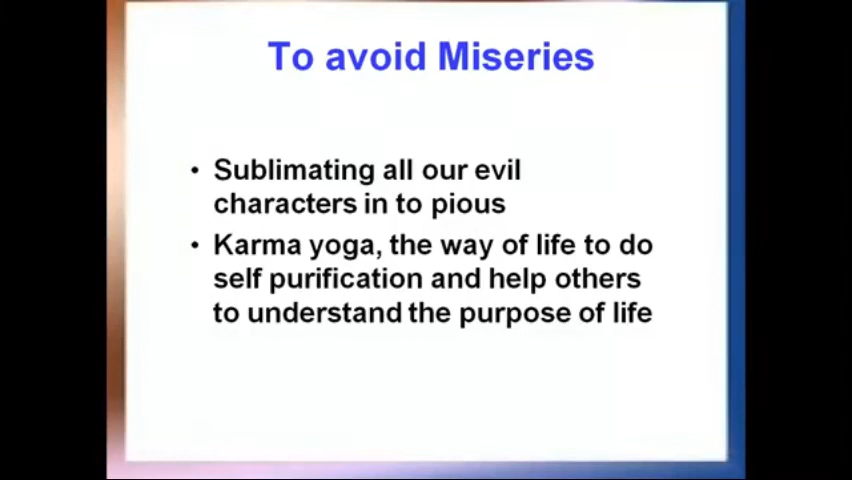 To avoid Miseries
• Sublimating all our evil
characters in to pious
• Karma yoga, the way of life to do
self purification and help others
to understand the purpose of life